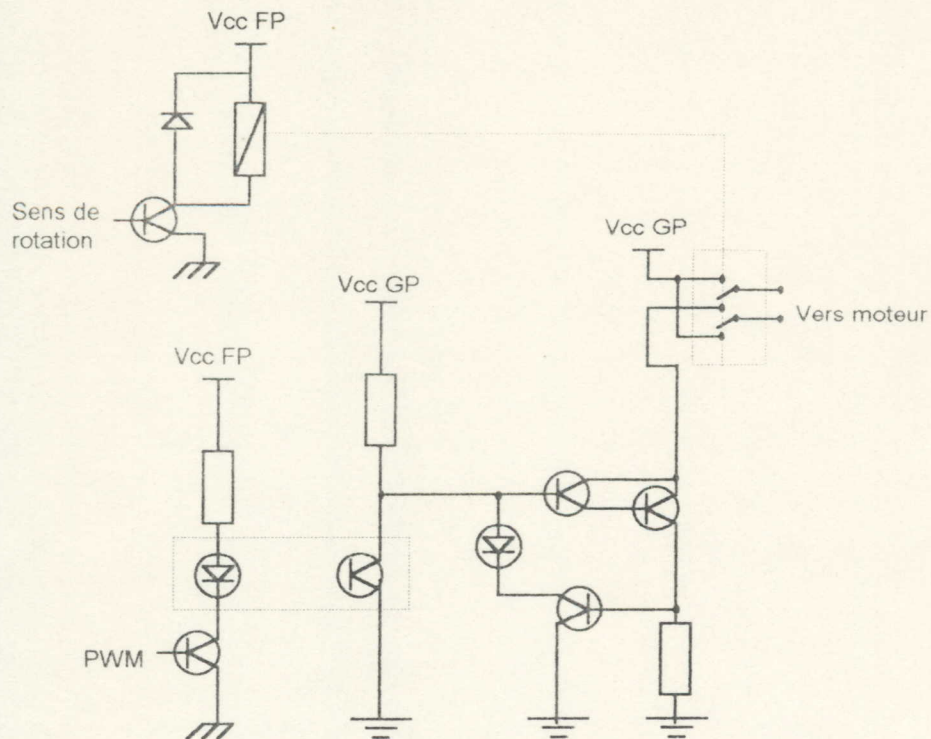 Vcc FP
Sens de
rotation
Vcc GP
Vcc GP
Vers moteur
Vcc FP
PWM